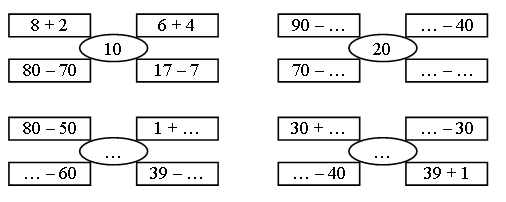 8 + 2 6 + 4 90 – … … – 40
10 20
80 – 70 17 – 7 70 – … … – …
80 – 50 1 + … 30 + … … – 30
… …
… – 60 39 – … … – 40 39 + 1